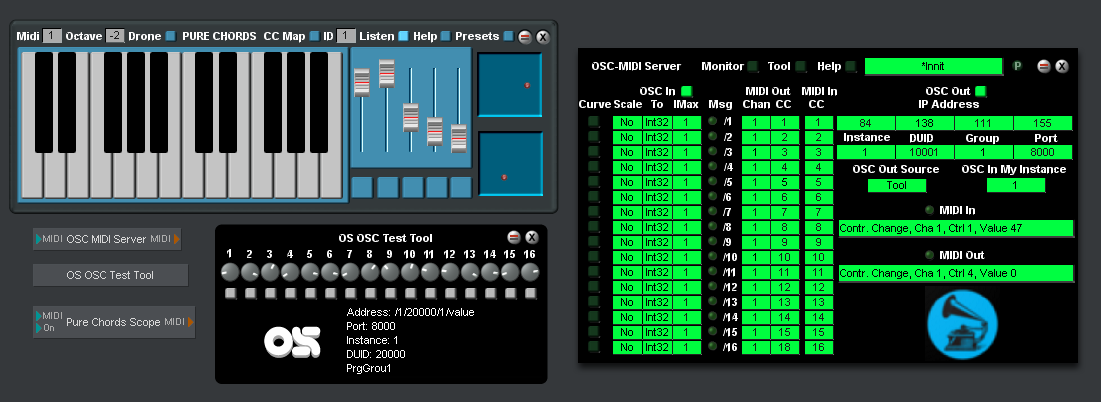 Midi 1 Octave -2 Drone PURE CHORDS CC Map ID 1 Listen Help Presets X
MIDI OSC MIDI Server MIDI
OS OSC Test Tool
MIDI
On
Pure Chords Scope MIDI
OS OSC Test Tool X
1 2 3 4 5 6 7 8 9 10 11 12 13 14 15 16
OS
Address: /1/20000/1/value
Port: 8000
Instance: 1
DUID: 20000
PrgGrou1
OSC-MIDI Server Monitor Tool Help *Innit P X
OSC In MIDI Out MIDI In
Curve Scale To IMax Msg Chan CC CC
No Int32 1 /1 1 1 1
No Int32 1 /2 1 2 2
No Int32 1 /3 1 3 3
No Int32 1 /4 1 4 4
No Int32 1 /5 1 5 5
No Int32 1 /6 1 6 6
No Int32 1 /7 1 7 7
No Int32 1 /8 1 8 8
No Int32 1 /9 1 9 9
No Int32 1 /10 1 10 10
No Int32 1 /11 1 11 11
No Int32 1 /12 1 12 12
No Int32 1 /13 1 13 13
No Int32 1 /14 1 14 14
No Int32 1 /15 1 15 15
No Int32 1 /16 1 18 16
OSC Out
IP Address
84 138 111 155
Instance DUID Group Port
1 10001 1 8000
OSC Out Source OSC In My Instance
Tool 1
MIDI In
Contr. Change, Cha 1, Ctrl 1, Value 47
MIDI Out
Contr. Change, Cha 1, Ctrl 4, Value 0